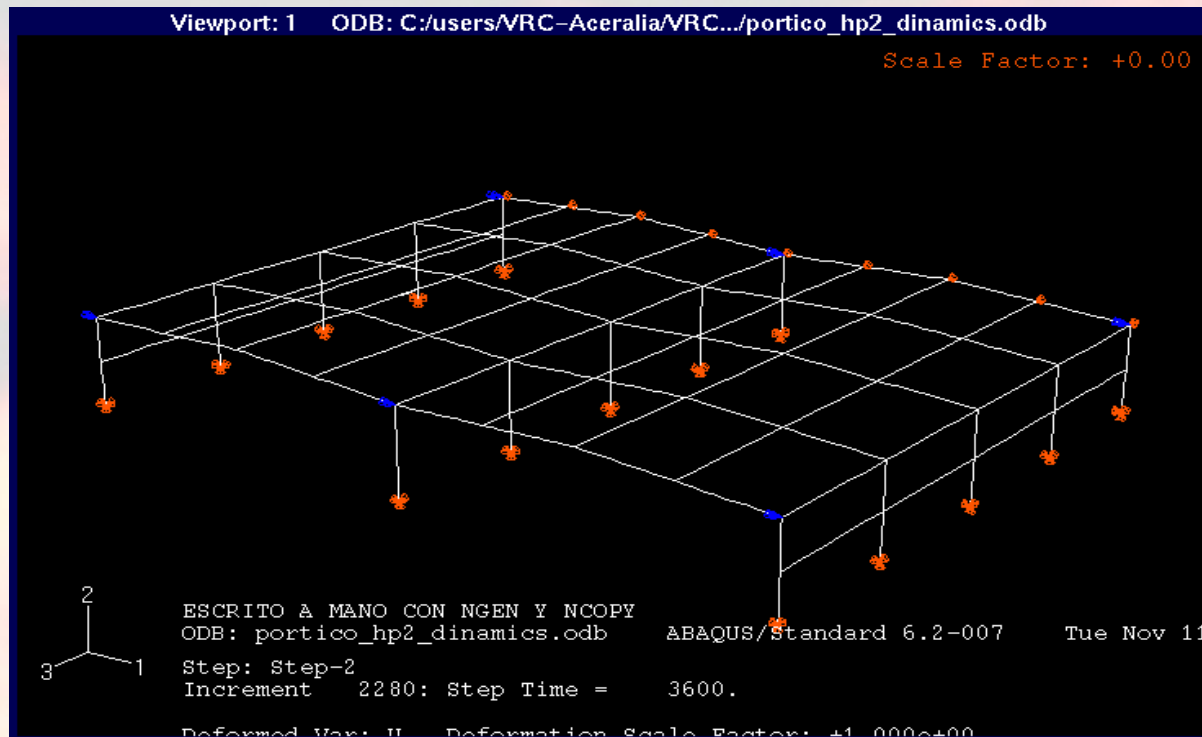 Viewport: 1 ODB: C:/users/VRC-Aceralia/VRC.../portico_hp2_dinamics.odb
Scale Factor: +0.00
2
3
1
ESCRITO A MANO CON NGEN Y NCOPY
ODB: portico_hp2_dinamics.odb ABAQUS/Standard 6.2-007 Tue Nov 11
Step: Step-2
Increment 2280: Step Time = 3600.
Deformed Var: U Deformation Scale Factor: +1.000e+00